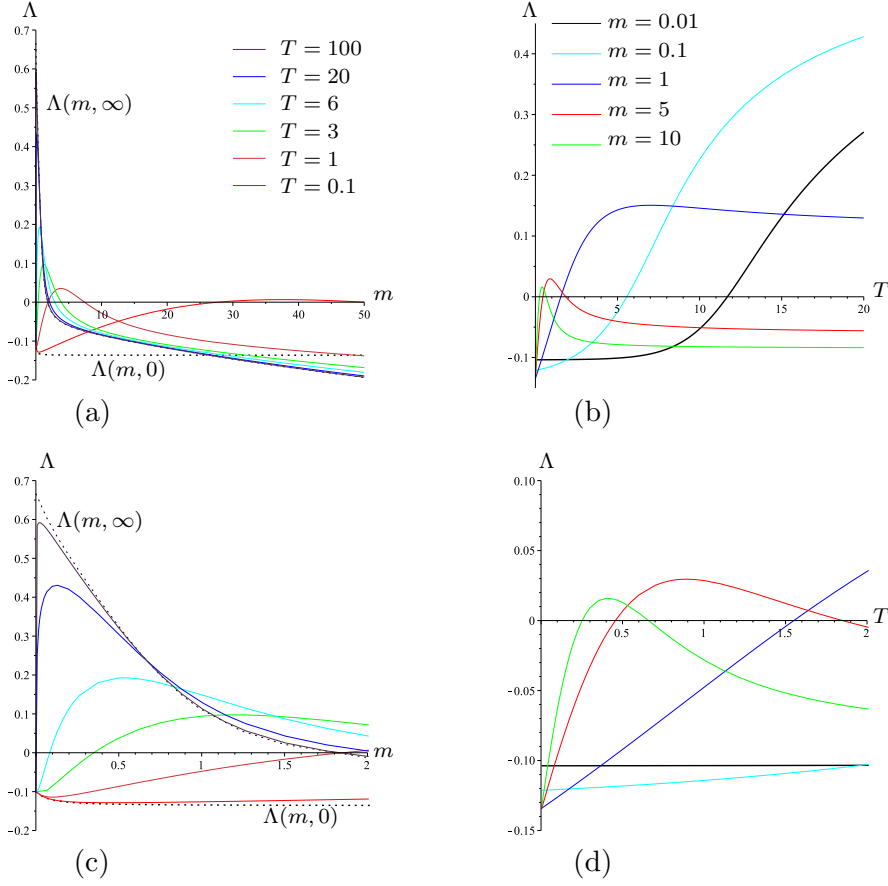 Λ
0.7
0.6
Λ(m, ∞)
0.5
0.4
0.3
0.2
0.1
0
−0.1
−0.2
10
20
30
40
50
m
Λ(m, 0)
T = 100
T = 20
T = 6
T = 3
T = 1
T = 0.1
(a)
Λ
0.4
0.3
0.2
0.1
0
−0.1
5
10
15
20
T
m = 0.01
m = 0.1
m = 1
m = 5
m = 10
(b)
Λ
0.7
0.6
Λ(m, ∞)
0.5
0.4
0.3
0.2
0.1
0
−0.1
−0.2
0.5
1
1.5
2
m
Λ(m, 0)
(c)
Λ
0.10
0.05
0
−0.05
−0.10
−0.15
0.5
1
1.5
2
T
(d)